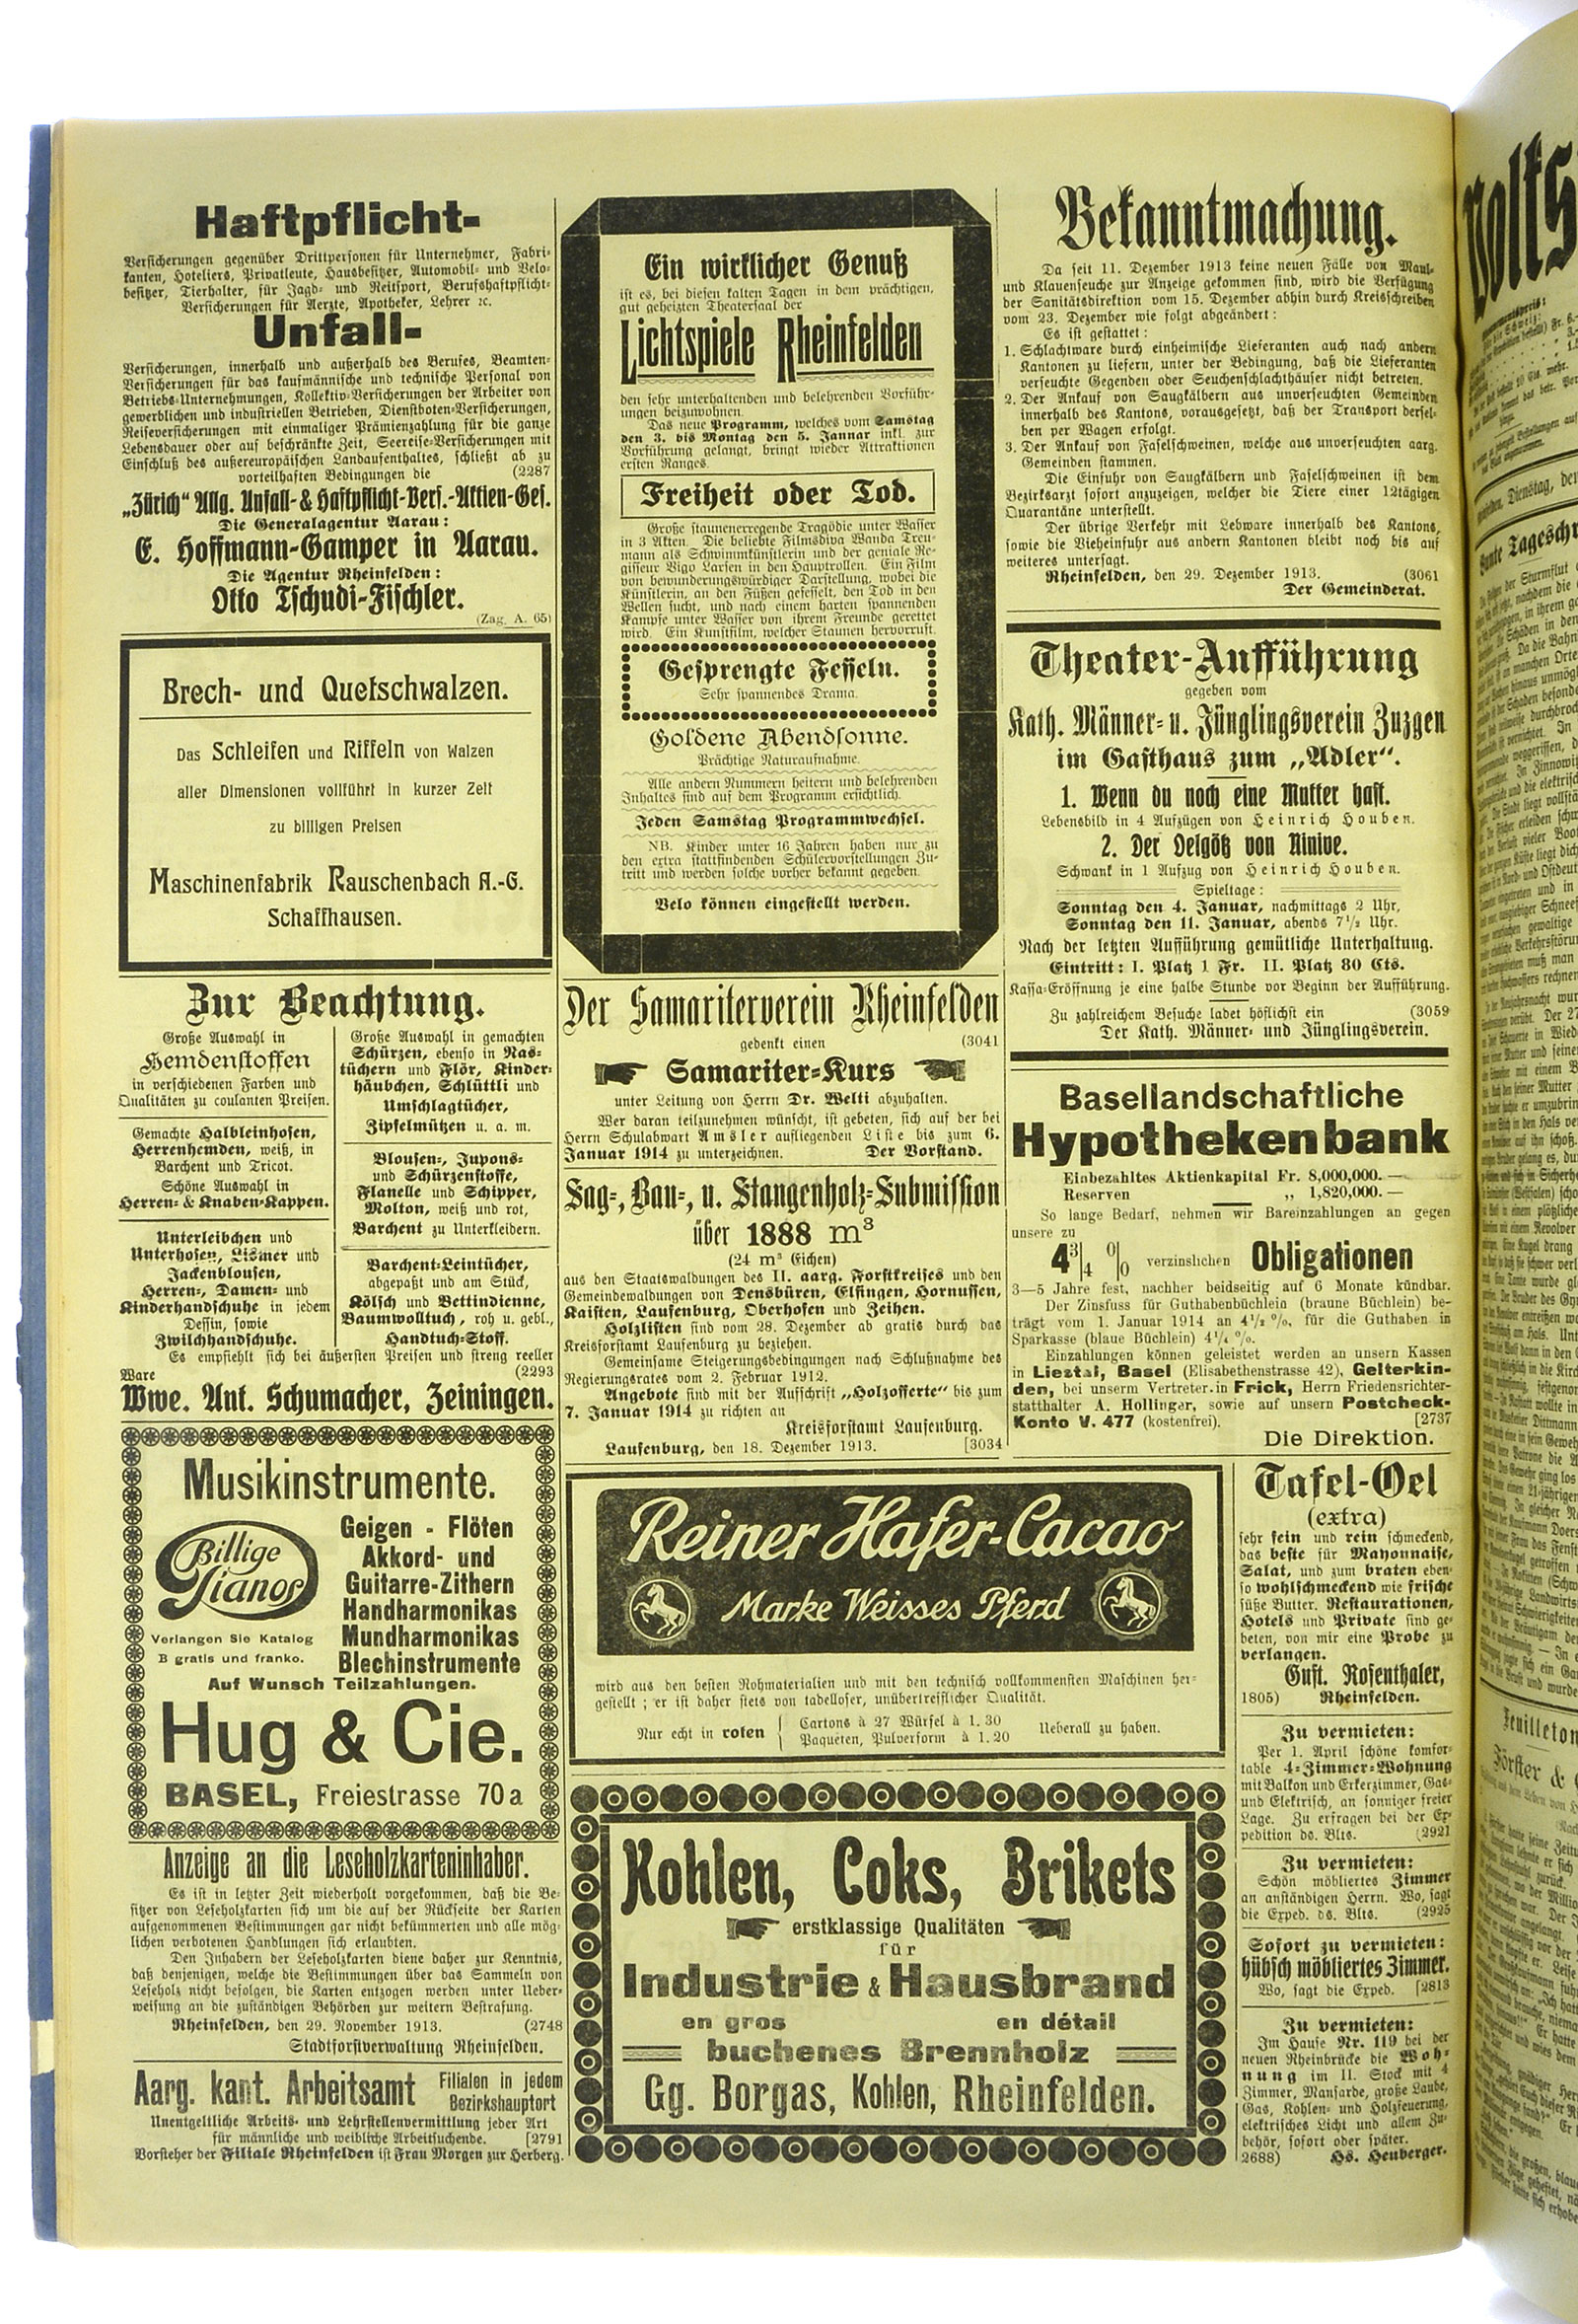 Haftpflicht-
Versicherungen gegenüber Drittpersonen für Unternehmer, Fabri-
kanten, Hoteliers, Privatleute, Hausbesitzer, Automobil- und Velo-
besitzer, Tierhalter, für Jagd- und Reitsport, Berufshaftpflicht-
Versicherungen für Aerzte, Apotheker, Lehrer ꝛc.
Unfall-
Versicherungen, innerhalb und außerhalb des Berufes, Beamten-
Versicherungen für das kaufmännische und technische Personal von
Betriebs-Unternehmungen, Kollektiv-Versicherungen der Arbeiter von
gewerblichen und industriellen Betrieben, Dienstboten-Versicherungen,
Reiseversicherungen mit einmaliger Prämienzahlung für die ganze
Lebensdauer oder auf beschränkte Zeit, Seereise-Versicherungen mit
Einschluß des außereuropäischen Landaufenthaltes, schließt ab zu
vorteilhaften Bedingungen die (2287
„Zürich“ Allg. Unfall- & Haftpflicht-Vers.-Aktien-Ges.
Die Generalagentur Aarau:
E. Hoffmann-Gamper in Aarau.
Die Agentur Rheinfelden:
Otto Tschudi-Fischler.
(Zag. A. 65)
Brech- und Quetschwalzen.
Das Schleifen und Riffeln von Walzen
aller Dimensionen vollführt in kurzer Zeit
zu billigen Preisen
Maschinenfabrik Rauschenbach A.-G.
Schaffhausen.
Zur Beachtung.
Große Auswahl in
Hemdenstoffen
in verschiedenen Farben und
Qualitäten zu coulanten Preisen.
Gemachte Halbleinhosen,
Herrenhemden, weiß, in
Barchent und Tricot.
Schöne Auswahl in
Herren- & Knaben-Kappen.
Unterleibchen und
Unterhosen, Lismer und
Jackenblousen,
Herren-, Damen- und
Kinderhandschuhe in jedem
Dessin, sowie
Zwilchhandschuhe.
Große Auswahl in gemachten
Schürzen, ebenso in Nas-
tüchern und Flör, Kinder-
häubchen, Schlüttli und
Umschlagtücher,
Zipfelmützen u. a. m.
Blousen-, Jupons-
und Schürzenstoffe,
Flanelle und Schipper,
Molton, weiß und rot,
Barchent zu Unterkleidern.
Barchent-Leintücher,
abgepaßt und am Stück,
Kölsch und Bettindienne,
Baumwolltuch, roh u. gebl.,
Handtuch-Stoff.
Es empfiehlt sich bei äußersten Preisen und streng reeller
Ware (2293
Wwe. Ant. Schumacher, Zeiningen.
Musikinstrumente.
Billige
Pianos
Verlangen Sie Katalog
B gratis und franko.
Geigen - Flöten
Akkord- und
Guitarre-Zithern
Handharmonikas
Mundharmonikas
Blechinstrumente
Auf Wunsch Teilzahlungen.
Hug & Cie.
BASEL, Freiestrasse 70a
Anzeige an die Leseholzkarteninhaber.
Es ist in letzter Zeit wiederholt vorgekommen, daß die Be-
sitzer von Leseholzkarten sich um die auf der Rückseite der Karten
aufgenommenen Bestimmungen gar nicht bekümmerten und alle mög-
lichen verbotenen Handlungen sich erlaubten.
Den Inhabern der Leseholzkarten diene daher zur Kenntnis,
daß denjenigen, welche die Bestimmungen über das Sammeln von
Leseholz nicht befolgen, die Karten entzogen werden unter Ueber-
weisung an die zuständigen Behörden zur weitern Bestrafung.
Rheinfelden, den 29. November 1913. (2748
Stadtforstverwaltung Rheinfelden.
Aarg. kant. Arbeitsamt Filialen in jedem
Bezirkshauptort
Unentgeltliche Arbeits- und Lehrstellenvermittlung jeder Art
für männliche und weibliche Arbeitsuchende. [2791
Vorsteher der Filiale Rheinfelden ist Frau Morgen zur Herberg.
Ein wirklicher Genuß
ist es, bei diesen kalten Tagen in dem prächtigen,
gut geheizten Theatersaal der
Lichtspiele Rheinfelden
den sehr unterhaltenden und belehrenden Vorführ-
ungen beizuwohnen.
Das neue Programm, welches vom Samstag
den 3. bis Montag den 5. Januar inkl. zur
Vorführung gelangt, bringt wieder Attraktionen
ersten Ranges.
Freiheit oder Tod.
Große staunenerregende Tragödie unter Wasser
in 3 Akten. Die beliebte Filmsdiva Wanda Treu-
mann als Schwimmkünstlerin und der geniale Re-
gisseur Vigo Larsen in den Hauptrollen. Ein Film
von bewunderungswürdiger Darstellung, wobei die
Künstlerin, an den Füßen gefesselt, den Tod in den
Wellen sucht, und nach einem harten spannenden
Kampfe unter Wasser von ihrem Freunde gerettet
wird. Ein Kunstfilm, welcher Staunen hervorruft.
Gesprengte Fesseln.
Sehr spannendes Drama.
Goldene Abendsonne.
Prächtige Naturaufnahme.
Alle andern Nummern heitern und belehrenden
Inhaltes sind auf dem Programm ersichtlich.
Jeden Samstag Programmwechsel.
NB. Kinder unter 16 Jahren haben nur zu
den extra stattfindenden Schülervorstellungen Zu-
tritt und werden solche vorher bekannt gegeben.
Velo können eingestellt werden.
Der Samariterverein Rheinfelden
gedenkt einen (3041
Samariter-Kurs
unter Leitung von Herrn Dr. Welti abzuhalten.
Wer daran teilzunehmen wünscht, ist gebeten, sich auf der bei
Herrn Schulabwart Amsler aufliegenden Liste bis zum 6.
Januar 1914 zu unterzeichnen. Der Vorstand.
Sag-, Bau-, u. Stangenholz-Submission
über 1888 m³
(24 m³ Eichen)
aus den Staatswaldungen des II. aarg. Forstkreises und den
Gemeindewaldungen von Densbüren, Elfingen, Hornussen,
Kaisten, Laufenburg, Oberhofen und Zeihen.
Holzlisten sind vom 28. Dezember ab gratis durch das
Kreisforstamt Laufenburg zu beziehen.
Gemeinsame Steigerungsbedingungen nach Schlußnahme des
Regierungsrates vom 2. Februar 1912.
Angebote sind mit der Aufschrift „Holzofferte“ bis zum
7. Januar 1914 zu richten an
Kreisforstamt Laufenburg.
Laufenburg, den 18. Dezember 1913. [3034
Bekanntmachung.
Da seit 11. Dezember 1913 keine neuen Fälle von Maul-
und Klauenseuche zur Anzeige gekommen sind, wird die Verfügung
der Sanitätsdirektion vom 15. Dezember abhin durch Kreisschreiben
vom 23. Dezember wie folgt abgeändert:
Es ist gestattet:
1. Schlachtware durch einheimische Lieferanten auch nach andern
Kantonen zu liefern, unter der Bedingung, daß die Lieferanten
verseuchte Gegenden oder Seuchenschlachthäuser nicht betreten.
2. Der Ankauf von Saugkälbern aus unverseuchten Gemeinden
innerhalb des Kantons, vorausgesetzt, daß der Transport dersel-
ben per Wagen erfolgt.
3. Der Ankauf von Faselschweinen, welche aus unverseuchten aarg.
Gemeinden stammen.
Die Einfuhr von Saugkälbern und Faselschweinen ist dem
Bezirksarzt sofort anzuzeigen, welcher die Tiere einer 12tägigen
Quarantäne unterstellt.
Der übrige Verkehr mit Lebware innerhalb des Kantons,
sowie die Vieheinfuhr aus andern Kantonen bleibt noch bis auf
weiteres untersagt.
Rheinfelden, den 29. Dezember 1913. (3061
Der Gemeinderat.
Theater-Aufführung
gegeben vom
Kath. Männer- u. Jünglingsverein Zuzgen
im Gasthaus zum „Adler“.
1. Wenn du noch eine Mutter hast.
Lebensbild in 4 Aufzügen von Heinrich Houben.
2. Der Oelgötz von Ninive.
Schwank in 1 Aufzug von Heinrich Houben.
Spieltage:
Sonntag den 4. Januar, nachmittags 2 Uhr,
Sonntag den 11. Januar, abends 7½ Uhr.
Nach der letzten Aufführung gemütliche Unterhaltung.
Eintritt: I. Platz 1 Fr. II. Platz 80 Cts.
Kassa-Eröffnung je eine halbe Stunde vor Beginn der Aufführung.
Zu zahlreichem Besuche ladet höflichst ein (3059
Der Kath. Männer- und Jünglingsverein.
Basellandschaftliche
Hypothekenbank
Einbezahltes Aktienkapital Fr. 8,000,000.—
Reserven „ 1,820,000.—
So lange Bedarf, nehmen wir Bareinzahlungen an gegen
unsere zu
4¾ % verzinslichen Obligationen
3—5 Jahre fest, nachher beidseitig auf 6 Monate kündbar.
Der Zinsfuss für Guthabenbüchlein (braune Büchlein) be-
trägt vom 1. Januar 1914 an 4½ %, für die Guthaben in
Sparkasse (blaue Büchlein) 4¼ %.
Einzahlungen können geleistet werden an unsern Kassen
in Liestal, Basel (Elisabethenstrasse 42), Gelterkin-
den, bei unserm Vertreter in Frick, Herrn Friedensrichter-
statthalter A. Hollinger, sowie auf unsern Postcheck-
Konto V. 477 (kostenfrei). [2737
Die Direktion.
Reiner Hafer-Cacao
Marke Weisses Pferd
wird aus den besten Rohmaterialien und mit den technisch vollkommensten Maschinen her-
gestellt; er ist daher stets von tadelloser, unübertrefflicher Qualität.
Nur echt in roten Cartons à 27 Würfel à 1.30
Paqueten, Pulverform à 1.20
Ueberall zu haben.
Kohlen, Coks, Brikets
erstklassige Qualitäten
für
Industrie & Hausbrand
en gros en détail
buchenes Brennholz
Gg. Borgas, Kohlen, Rheinfelden.
Tafel-Oel
(extra)
sehr fein und rein schmeckend,
das beste für Mayonnaise,
Salat, und zum braten eben-
so wohlschmeckend wie frische
süße Butter. Restaurationen,
Hotels und Private sind ge-
beten, von mir eine Probe zu
verlangen.
Gust. Rosenthaler,
1805) Rheinfelden.
Zu vermieten:
Per 1. April schöne komfor-
table 4-Zimmer-Wohnung
mit Balkon und Erkerzimmer, Gas-
und Elektrisch, an sonniger freier
Lage. Zu erfragen bei der Ex-
pedition ds. Blts. (2921
Zu vermieten:
Schön möbliertes Zimmer
an anständigen Herrn. Wo, sagt
die Exped. ds. Blts. (2925
Sofort zu vermieten:
hübsch möbliertes Zimmer.
Wo, sagt die Exped. [2813
Zu vermieten:
Im Hause Nr. 119 bei der
neuen Rheinbrücke die Woh-
nung im II. Stock mit 4
Zimmer, Mansarde, große Laube,
Gas, Kohlen- und Holzfeuerung,
elektrisches Licht und allem Zu-
behör, sofort oder später.
2688) Hs. Heuberger.